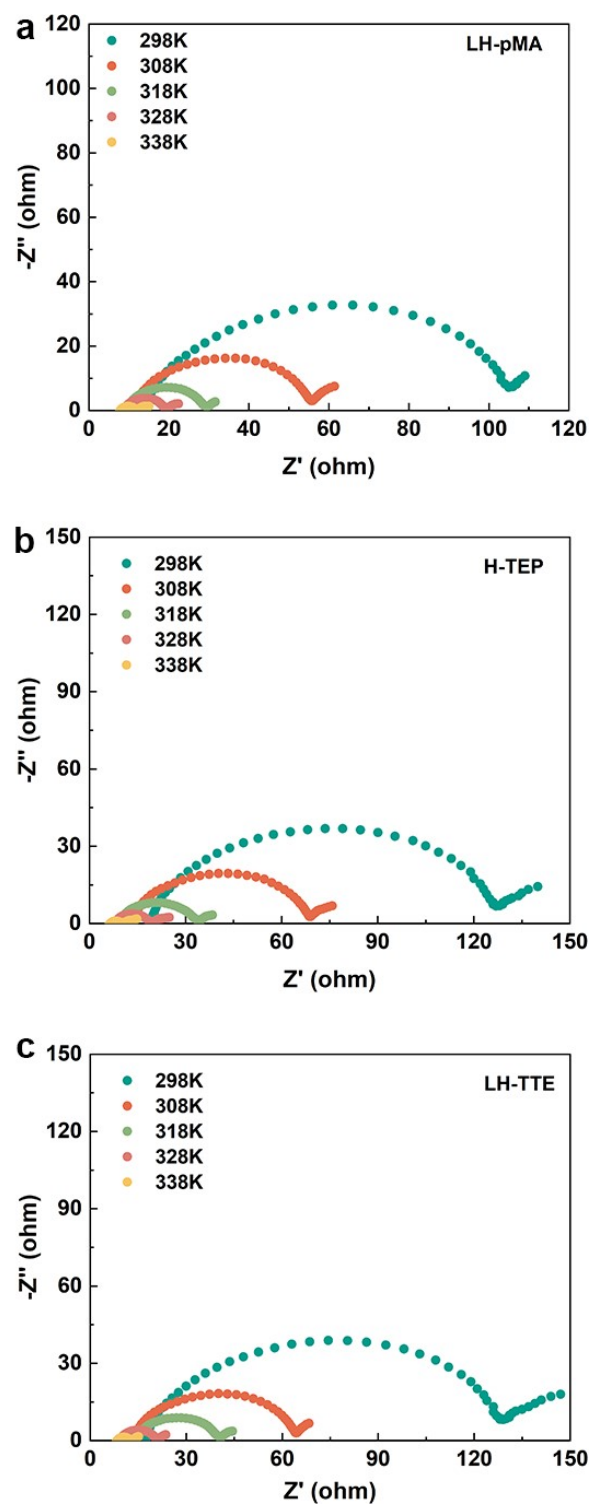 a
LH-pMA
298K
308K
318K
328K
338K
120
100
80
60
40
20
0
-Z'' (ohm)
0 20 40 60 80 100 120
Z' (ohm)
b
H-TEP
298K
308K
318K
328K
338K
150
120
90
60
30
0
-Z'' (ohm)
0 30 60 90 120 150
Z' (ohm)
c
LH-TTE
298K
308K
318K
328K
338K
150
120
90
60
30
0
-Z'' (ohm)
0 30 60 90 120 150
Z' (ohm)